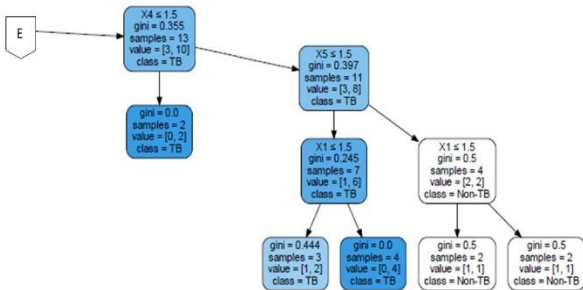 E
X4 ≤ 1.5
gini = 0.355
samples = 13
value = [3, 10]
class = TB
X5 ≤ 1.5
gini = 0.397
samples = 11
value = [3, 8]
class = TB
gini = 0.0
samples = 2
value = [0, 2]
class = TB
X1 ≤ 1.5
gini = 0.245
samples = 7
value = [1, 6]
class = TB
X1 ≤ 1.5
gini = 0.5
samples = 4
value = [2, 2]
class = Non-TB
gini = 0.444
samples = 3
value = [1, 2]
class = TB
gini = 0.0
samples = 4
value = [0, 4]
class = TB
gini = 0.5
samples = 2
value = [1, 1]
class = Non-TB
gini = 0.5
samples = 2
value = [1, 1]
class = Non-TB